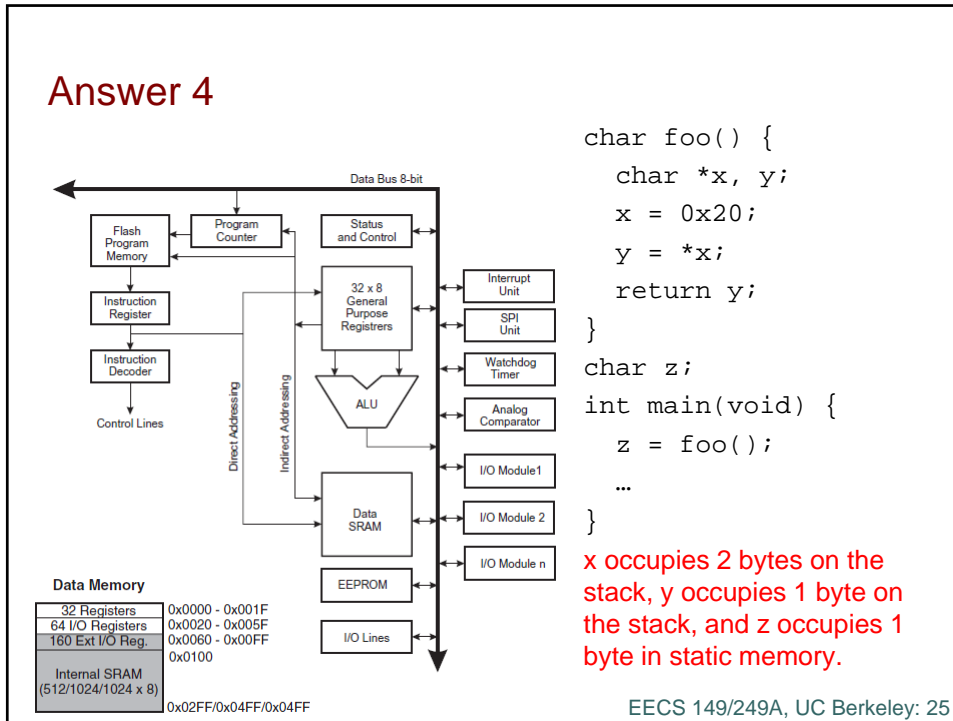 Answer 4
Data Bus 8-bit
Flash
Program
Memory
Program
Counter
Status
and Control
Instruction
Register
32 x 8
General
Purpose
Registrers
Interrupt
Unit
SPI
Unit
Instruction
Decoder
Watchdog
Timer
Control Lines
Direct Addressing
Indirect Addressing
ALU
Analog
Comparator
I/O Module1
Data
SRAM
I/O Module 2
I/O Module n
EEPROM
I/O Lines
Data Memory
32 Registers
0x0000 - 0x001F
64 I/O Registers
0x0020 - 0x005F
160 Ext I/O Reg.
0x0060 - 0x00FF
0x0100
Internal SRAM
(512/1024/1024 x 8)
0x02FF/0x04FF/0x04FF
char foo() {
char *x, y;
x = 0x20;
y = *x;
return y;
}
char z;
int main(void) {
z = foo();
…
}
x occupies 2 bytes on the
stack, y occupies 1 byte on
the stack, and z occupies 1
byte in static memory.
EECS 149/249A, UC Berkeley: 25